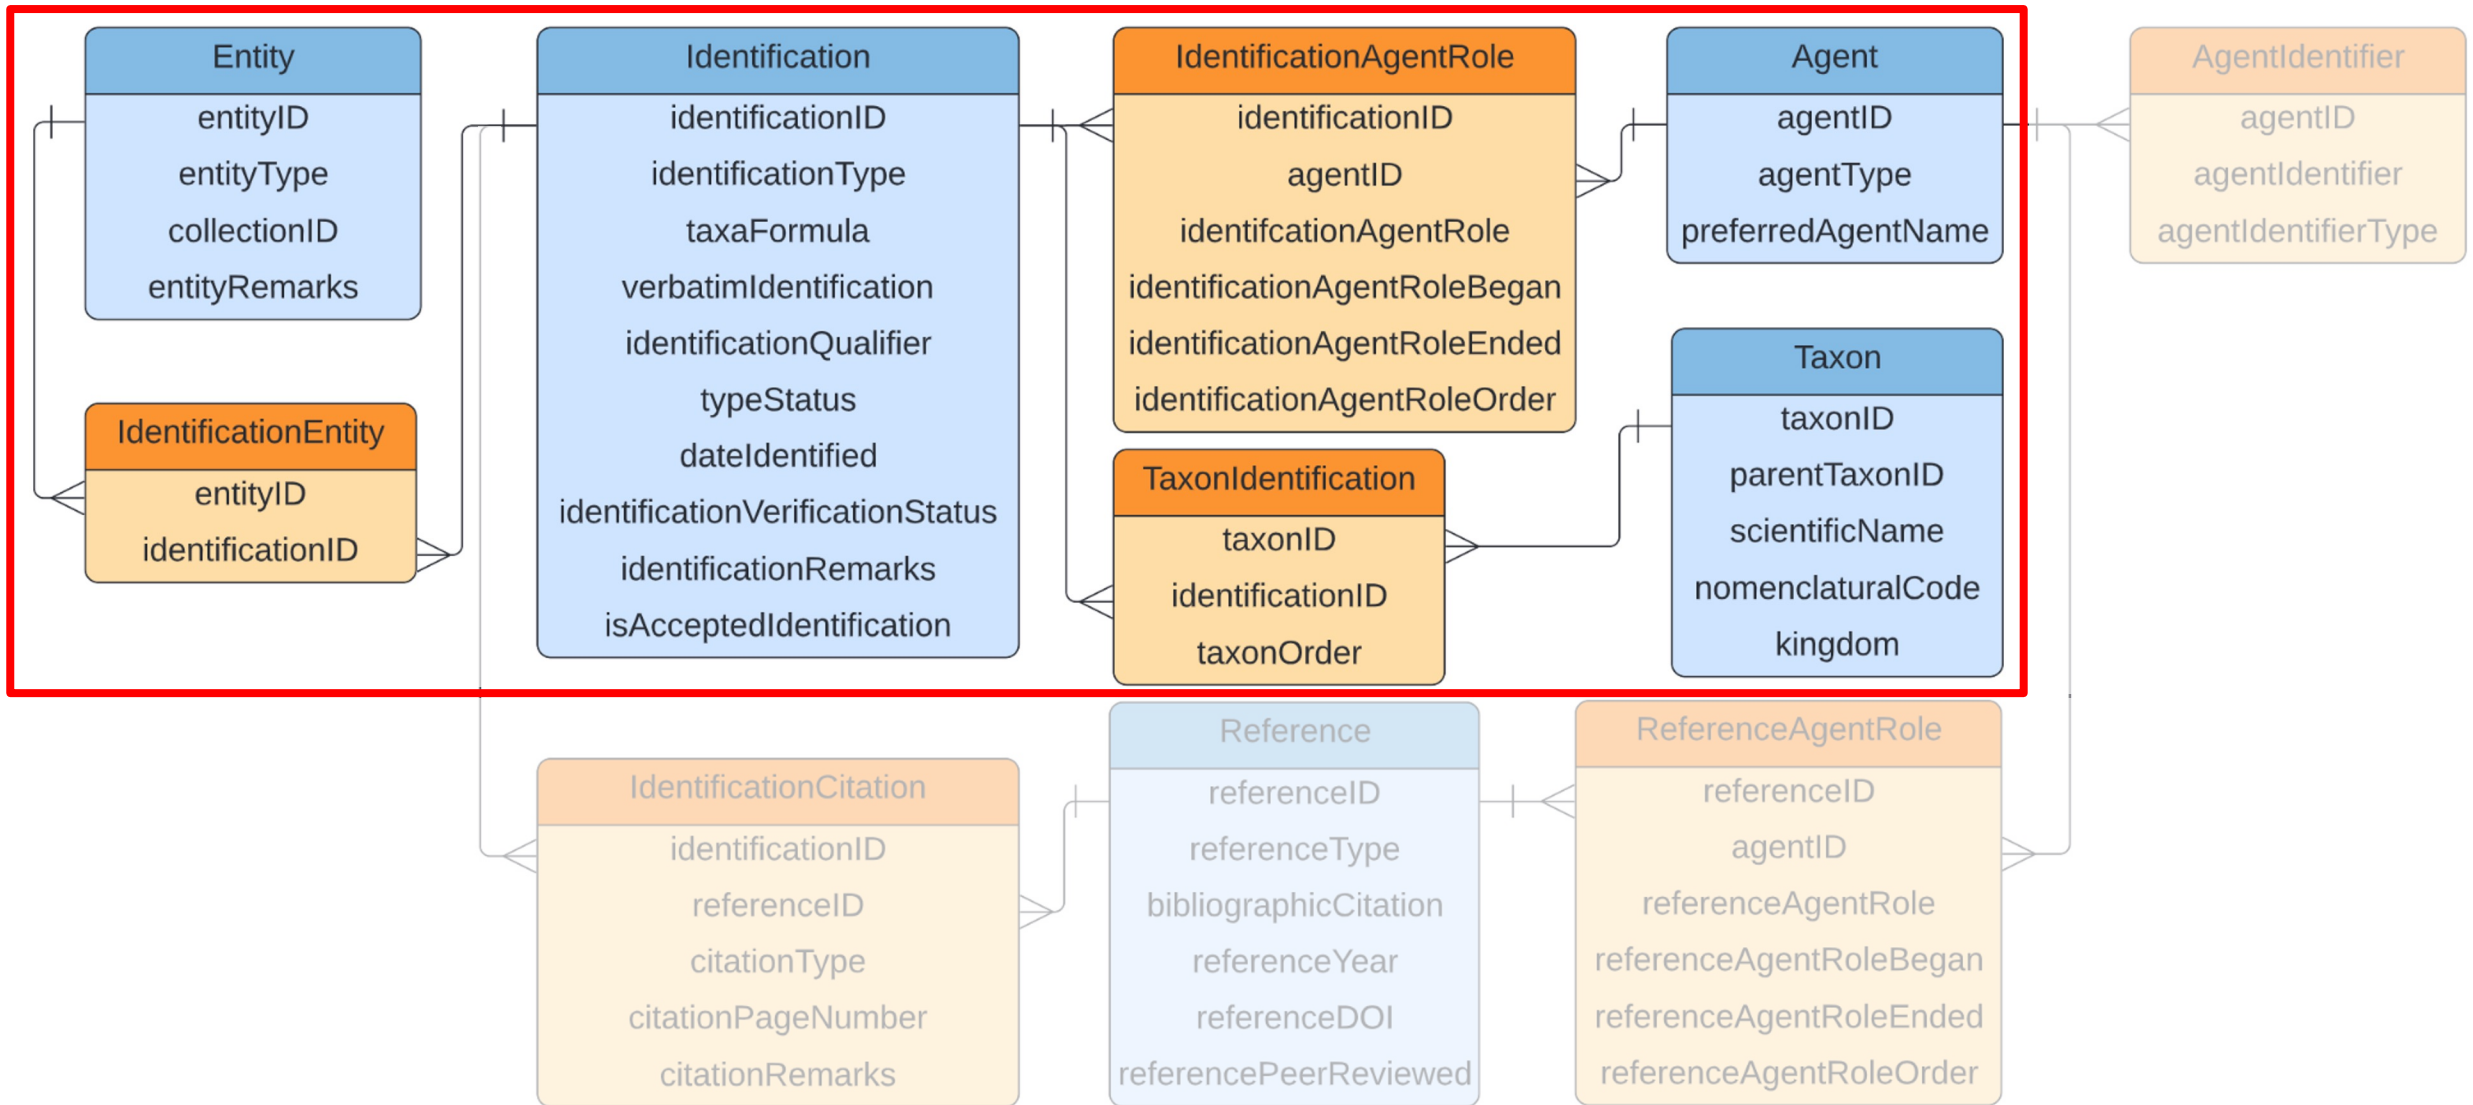 Entity
entityID
entityType
collectionID
entityRemarks
IdentificationEntity
entityID
identificationID
Identification
identificationID
identificationType
taxaFormula
verbatimIdentification
identificationQualifier
typeStatus
dateIdentified
identificationVerificationStatus
identificationRemarks
isAcceptedIdentification
IdentificationAgentRole
identificationID
agentID
identifcationAgentRole
identificationAgentRoleBegan
identificationAgentRoleEnded
identificationAgentRoleOrder
TaxonIdentification
taxonID
identificationID
taxonOrder
Agent
agentID
agentType
preferredAgentName
Taxon
taxonID
parentTaxonID
scientificName
nomenclaturalCode
kingdom
AgentIdentifier
agentID
agentIdentifier
agentIdentifierType
IdentificationCitation
identificationID
referenceID
citationType
citationPageNumber
citationRemarks
Reference
referenceID
referenceType
bibliographicCitation
referenceYear
referenceDOI
referencePeerReviewed
ReferenceAgentRole
referenceID
agentID
referenceAgentRole
referenceAgentRoleBegan
referenceAgentRoleEnded
referenceAgentRoleOrder